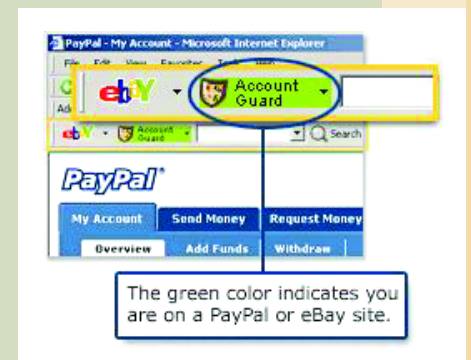 PayPal - My Account - Microsoft Internet Explorer
File Edit View Favorites Tools Help
ebY Account Guard
ebY Account Guard Search
PayPal
My Account Send Money Request Money
Overview Add Funds Withdraw
The green color indicates you
are on a PayPal or eBay site.